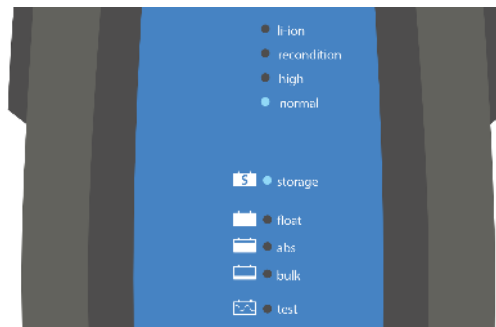 li-ion
recondition
high
normal
S storage
float
abs
bulk
test